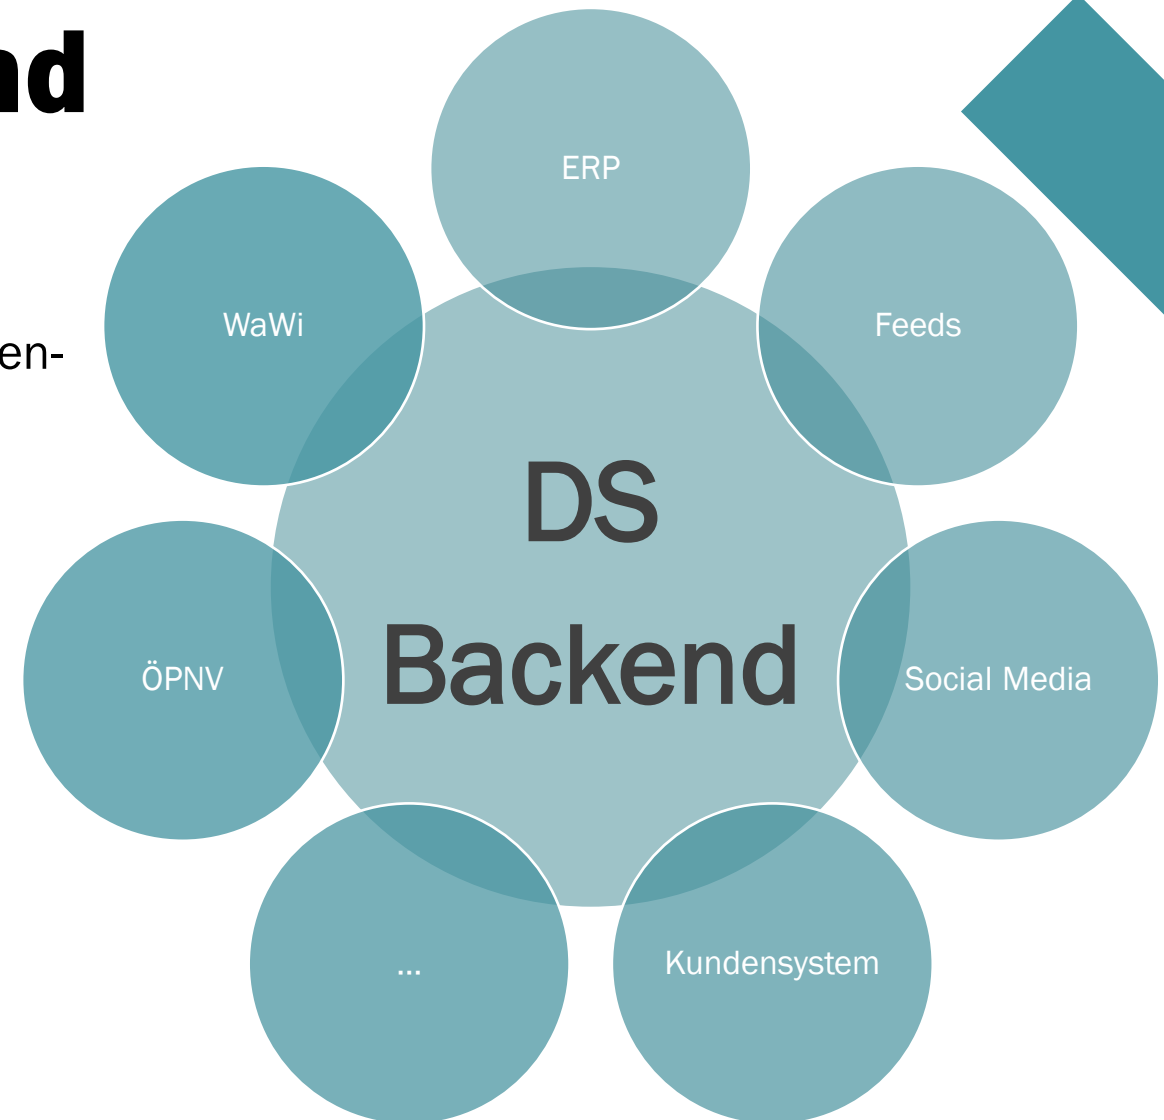 nd
ERP
WaWi
Feeds
en-
DS
Backend
ÖPNV
Social Media
...
Kundensystem